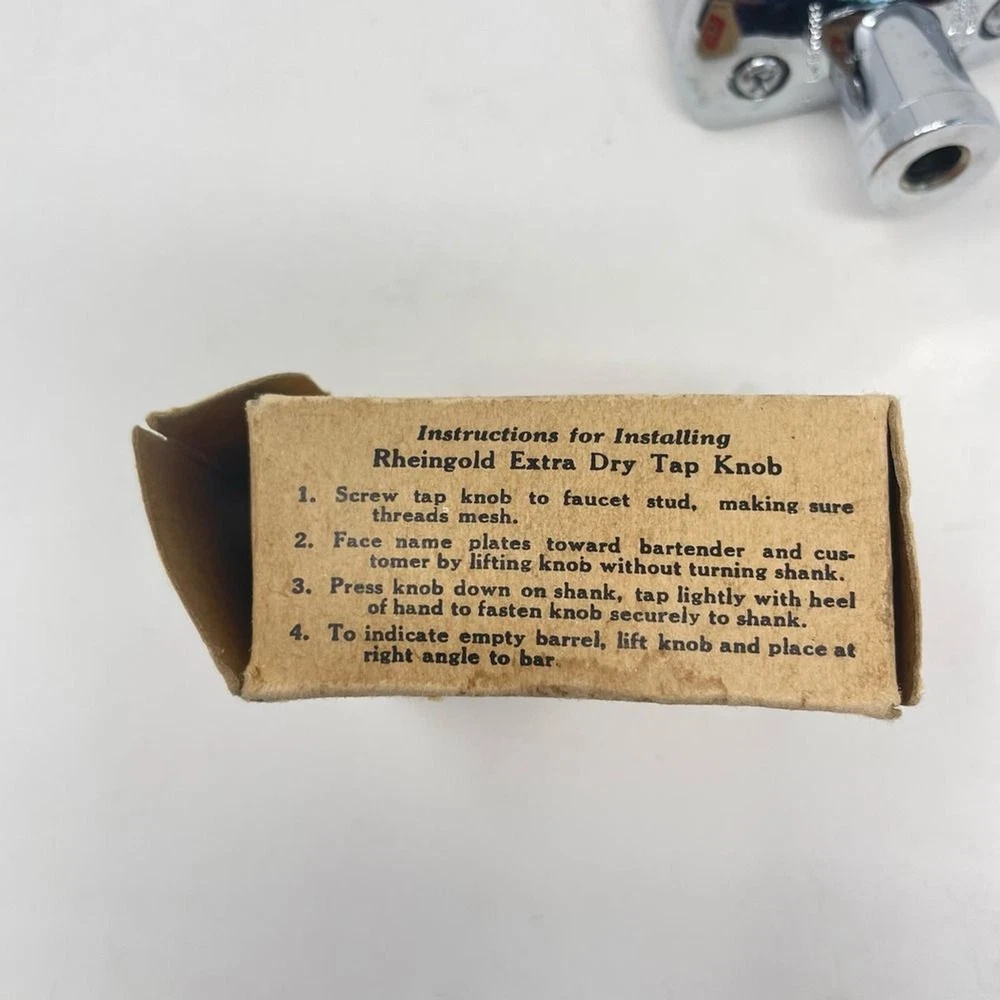 Instructions for Installing
Rheingold Extra Dry Tap Knob
1. Screw tap knob to faucet stud, making sure
threads mesh.
2. Face name plates toward bartender and cus-
tomer by lifting knob without turning shank.
3. Press knob down on shank, tap lightly with heel
of hand to fasten knob securely to shank.
4. To indicate empty barrel, lift knob and place at
right angle to bar.